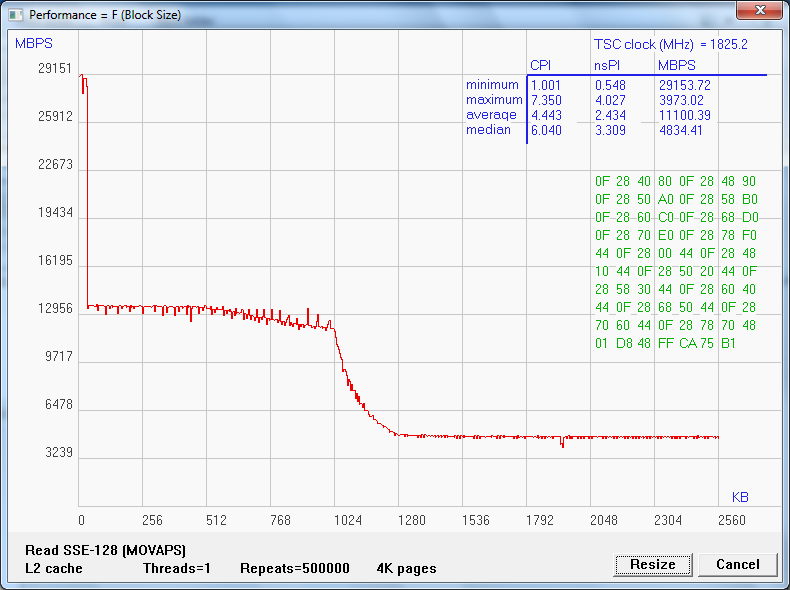 Performance = F (Block Size)
MBPS
TSC clock (MHz) = 1825.2
CPI nsPI MBPS
minimum 1.001 0.548 29153.72
maximum 7.350 4.027 3973.02
average 4.443 2.434 11100.39
median 6.040 3.309 4834.41
29151
25912
22673
19434
16195
12956
9717
6478
3239
0F 28 40 80 0F 28 48 90
0F 28 50 A0 0F 28 58 B0
0F 28 60 C0 0F 28 68 D0
0F 28 70 E0 0F 28 78 F0
44 0F 28 00 44 0F 28 48
10 44 0F 28 50 20 44 0F
28 58 30 44 0F 28 60 40
44 0F 28 68 50 44 0F 28
70 60 44 0F 28 78 70 48
01 D8 48 FF CA 75 B1
KB
0 256 512 768 1024 1280 1536 1792 2048 2304 2560
Read SSE-128 (MOVAPS)
L2 cache Threads=1 Repeats=500000 4K pages
Resize Cancel